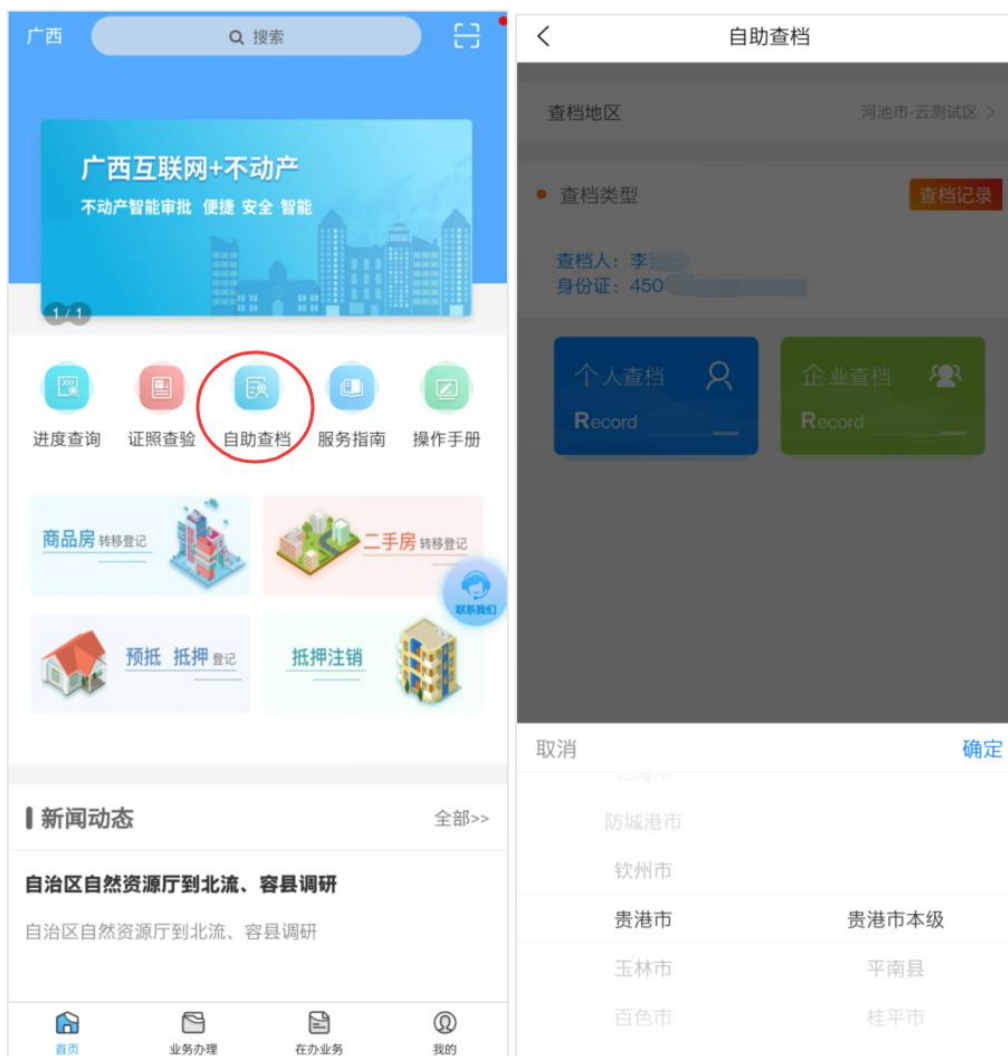 广西
搜索
广西互联网+不动产
不动产智能审批 便捷 安全 智能
1 / 1
进度查询 证照查验 自助查档 服务指南 操作手册
商品房 转移登记
二手房 转移登记
联系我们
预抵 抵押 登记
抵押注销
新闻动态 全部>>
自治区自然资源厅到北流、容县调研
自治区自然资源厅到北流、容县调研
首页 业务办理 在办业务 我的
自助查档
查档地区 河池市-云测试区
查档类型 查档记录
查档人：李
身份证：450
个人查档
Record
企业查档
Record
取消 确定
防城港市
钦州市
贵港市 贵港市本级
玉林市 平南县
百色市 桂平市